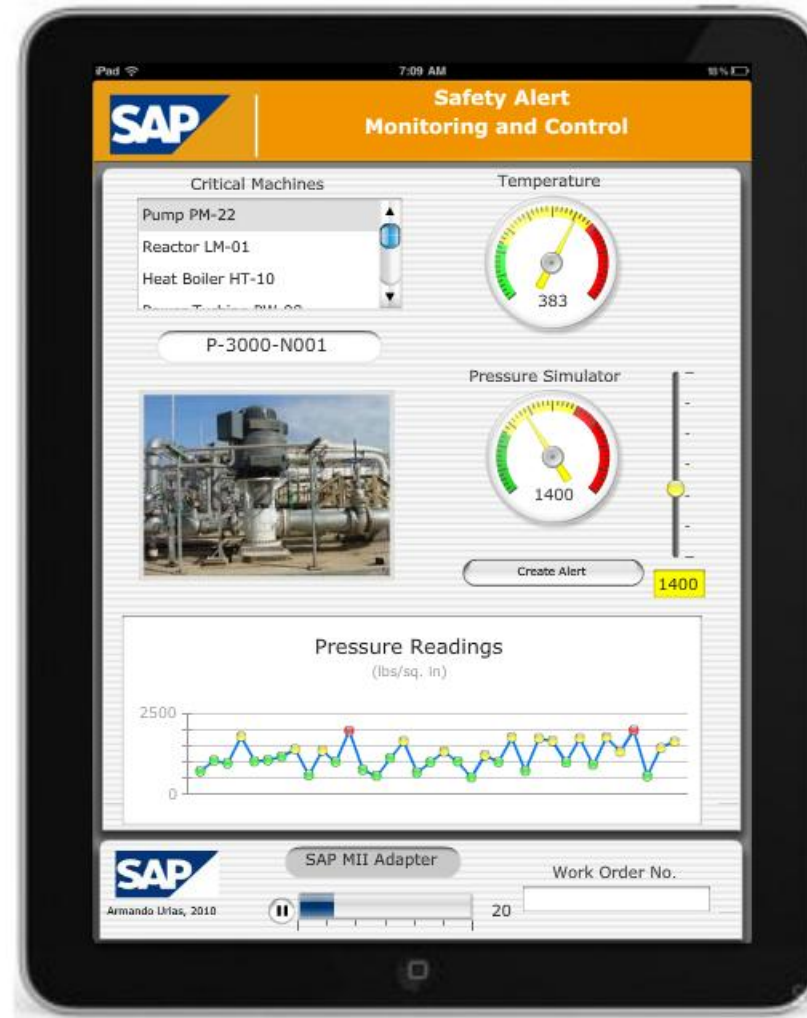 iPad
7:09 AM
18%
SAP
Safety Alert
Monitoring and Control
Critical Machines
Pump PM-22
Reactor LM-01
Heat Boiler HT-10
P-3000-N001
Temperature
383
Pressure Simulator
1400
Create Alert
1400
Pressure Readings
(lbs/sq. in)
2500
0
SAP
Armando Urias, 2010
SAP MII Adapter
20
Work Order No.